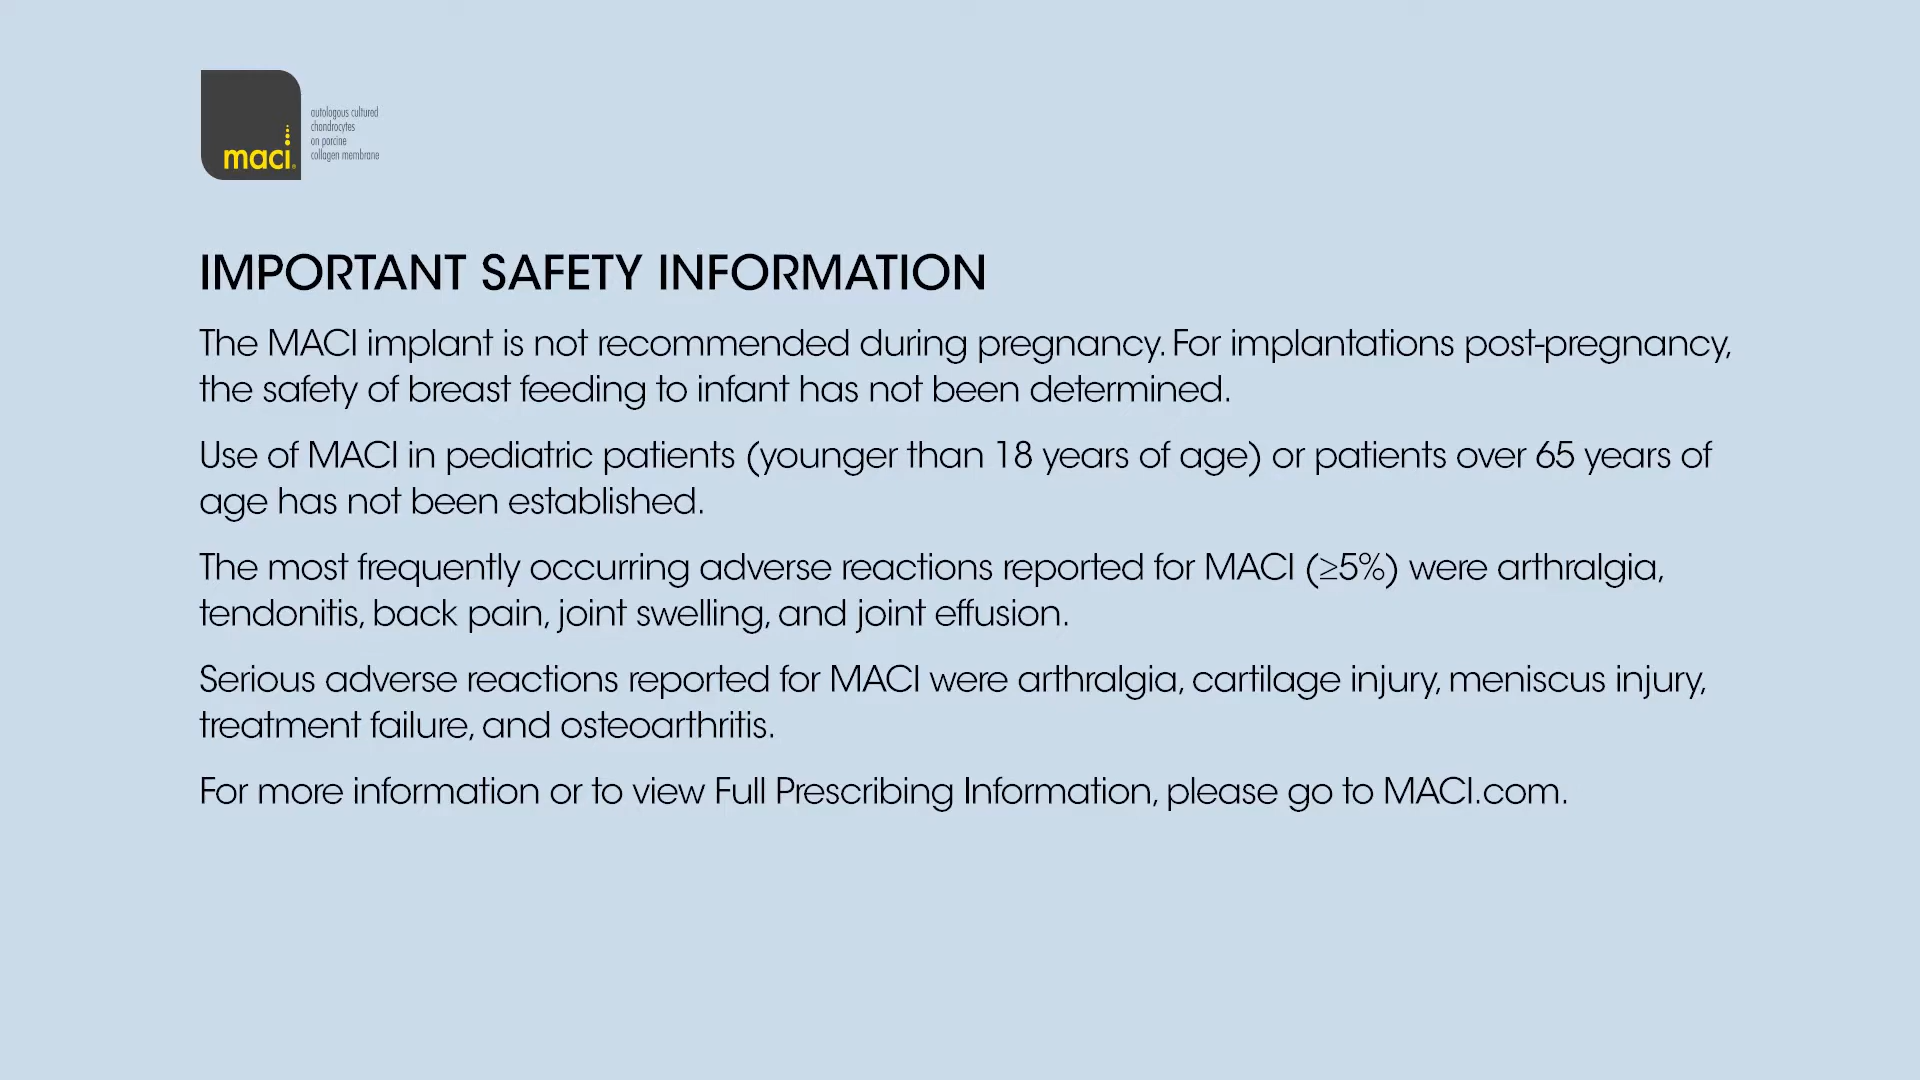 maci®
autologous cultured
chondrocytes
on porcine
collagen membrane
IMPORTANT SAFETY INFORMATION
The MACI implant is not recommended during pregnancy. For implantations post-pregnancy,
the safety of breast feeding to infant has not been determined.
Use of MACI in pediatric patients (younger than 18 years of age) or patients over 65 years of
age has not been established.
The most frequently occurring adverse reactions reported for MACI (≥5%) were arthralgia,
tendonitis, back pain, joint swelling, and joint effusion.
Serious adverse reactions reported for MACI were arthralgia, cartilage injury, meniscus injury,
treatment failure, and osteoarthritis.
For more information or to view Full Prescribing Information, please go to MACI.com.